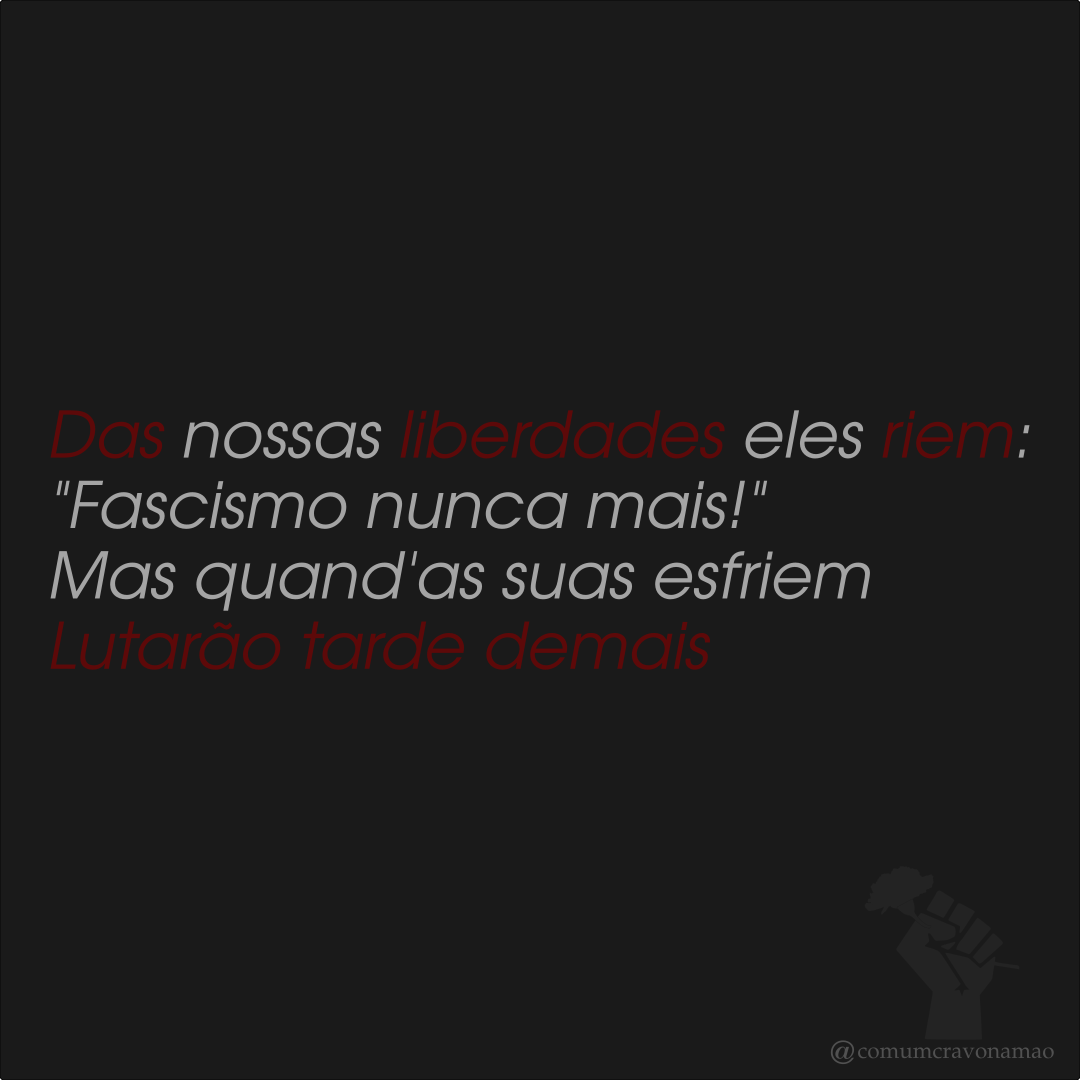 Das nossas liberdades eles riem:
"Fascismo nunca mais!"
Mas quand'as suas esfriem
Lutarão tarde demais
@comumcravonamao